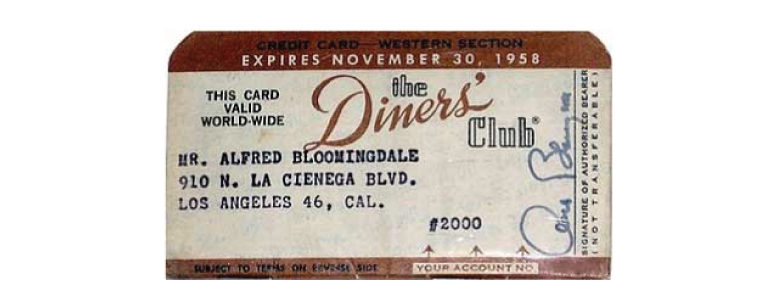 CREDIT CARD — WESTERN SECTION
EXPIRES NOVEMBER 30, 1958
THIS CARD
VALID
WORLD-WIDE
the
Diners'
Club®
MR. ALFRED BLOOMINGDALE
910 N. LA CIENEGA BLVD.
LOS ANGELES 46, CAL.
#2000
SUBJECT TO TERMS ON REVERSE SIDE
YOUR ACCOUNT NO.
SIGNATURE OF AUTHORIZED BEARER
(NOT TRANSFERABLE)